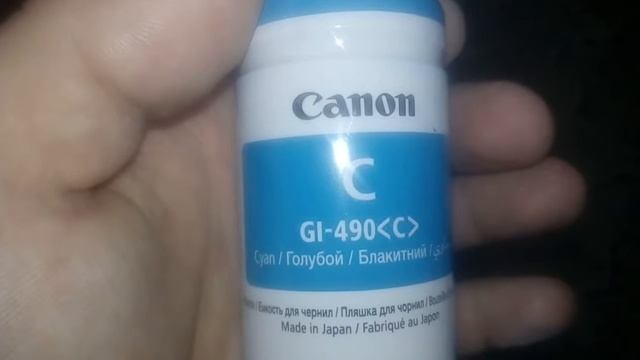 Canon
C
GI-490<C>
Cyan / Голубой / Блакитний /
/ Емкость для чернил / Пляшка для чорнил /
Made in Japan / Fabriqué au Japon